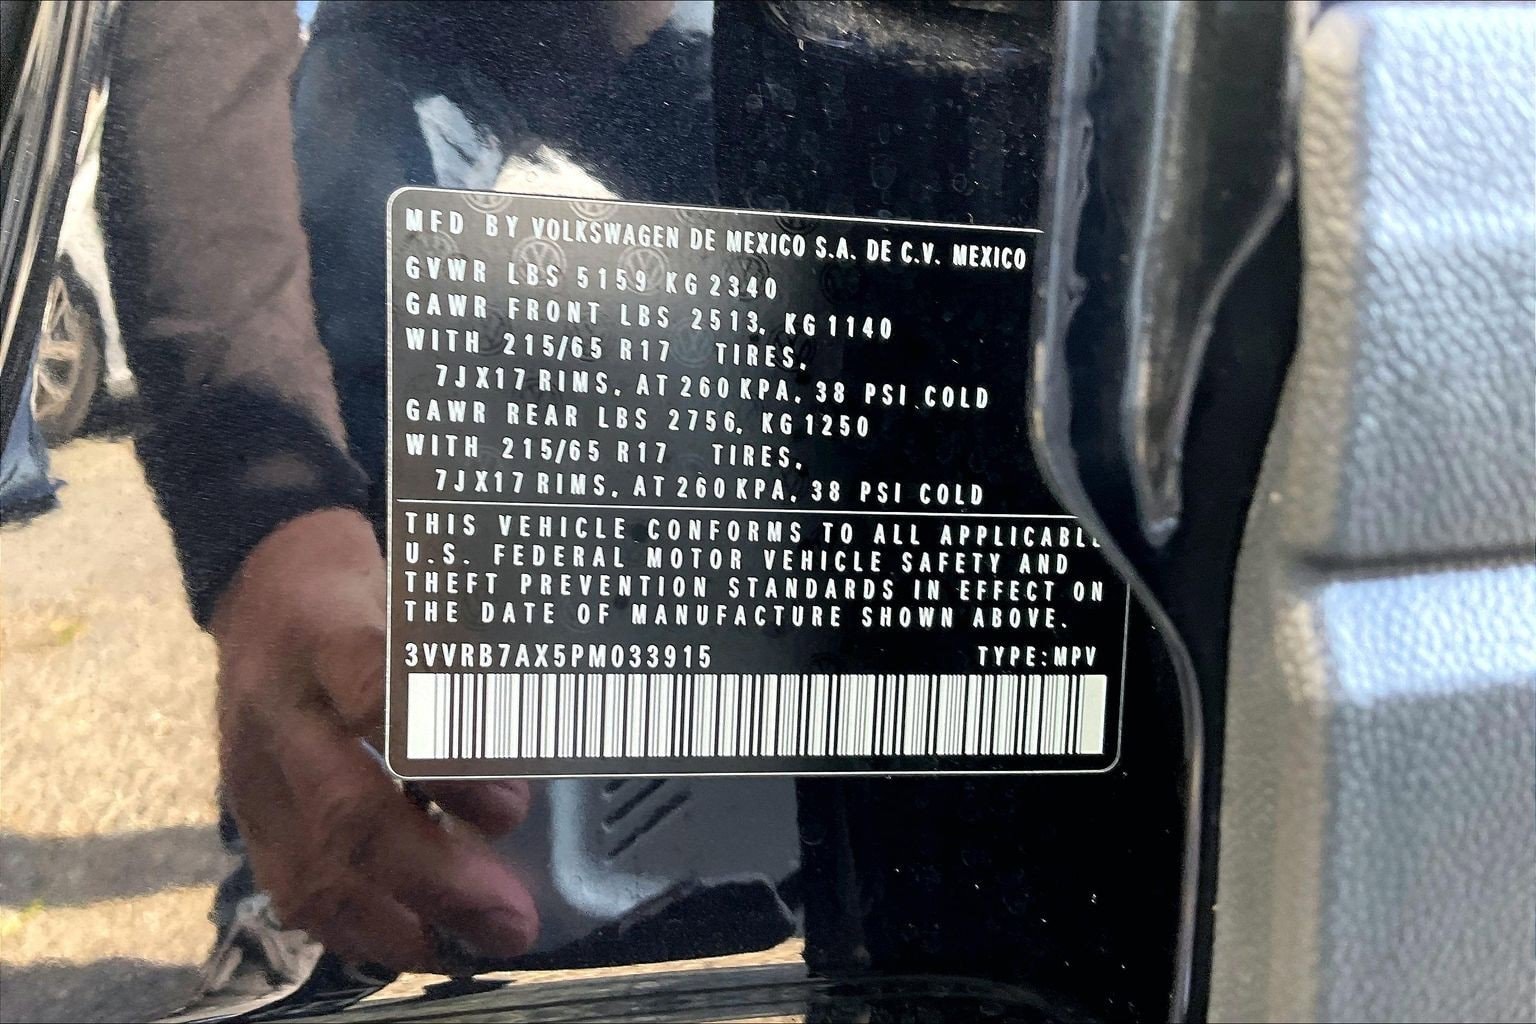 MFD BY VOLKSWAGEN DE MEXICO S.A. DE C.V. MEXICO
GVWR LBS 5159 KG 2340
GAWR FRONT LBS 2513, KG 1140
WITH 215/65 R17 TIRES,
7JX17 RIMS, AT 260 KPA, 38 PSI COLD
GAWR REAR LBS 2756, KG 1250
WITH 215/65 R17 TIRES,
7JX17 RIMS, AT 260 KPA, 38 PSI COLD
THIS VEHICLE CONFORMS TO ALL APPLICABLE
U.S. FEDERAL MOTOR VEHICLE SAFETY AND
THEFT PREVENTION STANDARDS IN EFFECT ON
THE DATE OF MANUFACTURE SHOWN ABOVE.
3VVRB7AX5PM033915 TYPE:MPV